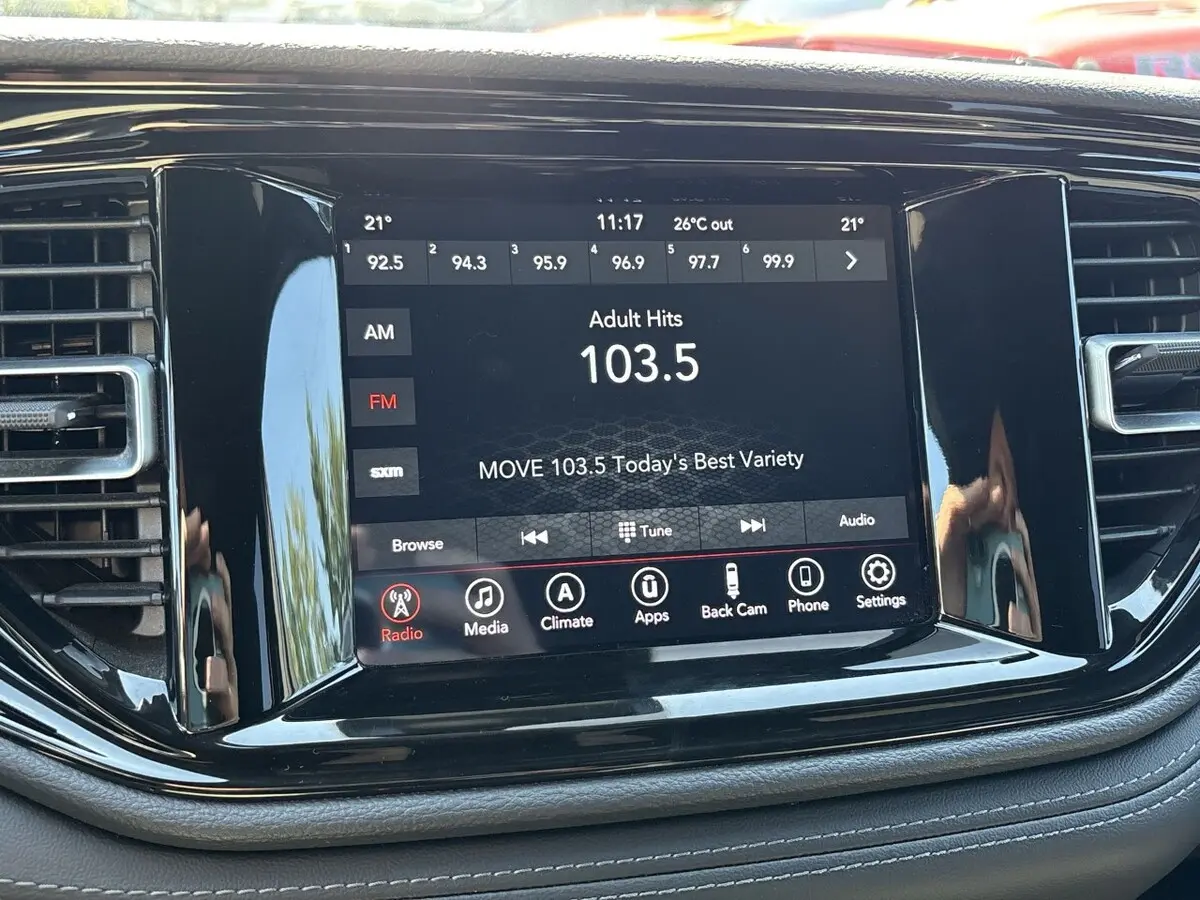 21° 11:17 26°C out 21°
1 92.5 2 94.3 3 95.9 4 96.9 5 97.7 6 99.9
AM
Adult Hits
103.5
FM
sxm
MOVE 103.5 Today's Best Variety
Browse Tune Audio
Radio Media A Climate Apps Back Cam Phone Settings